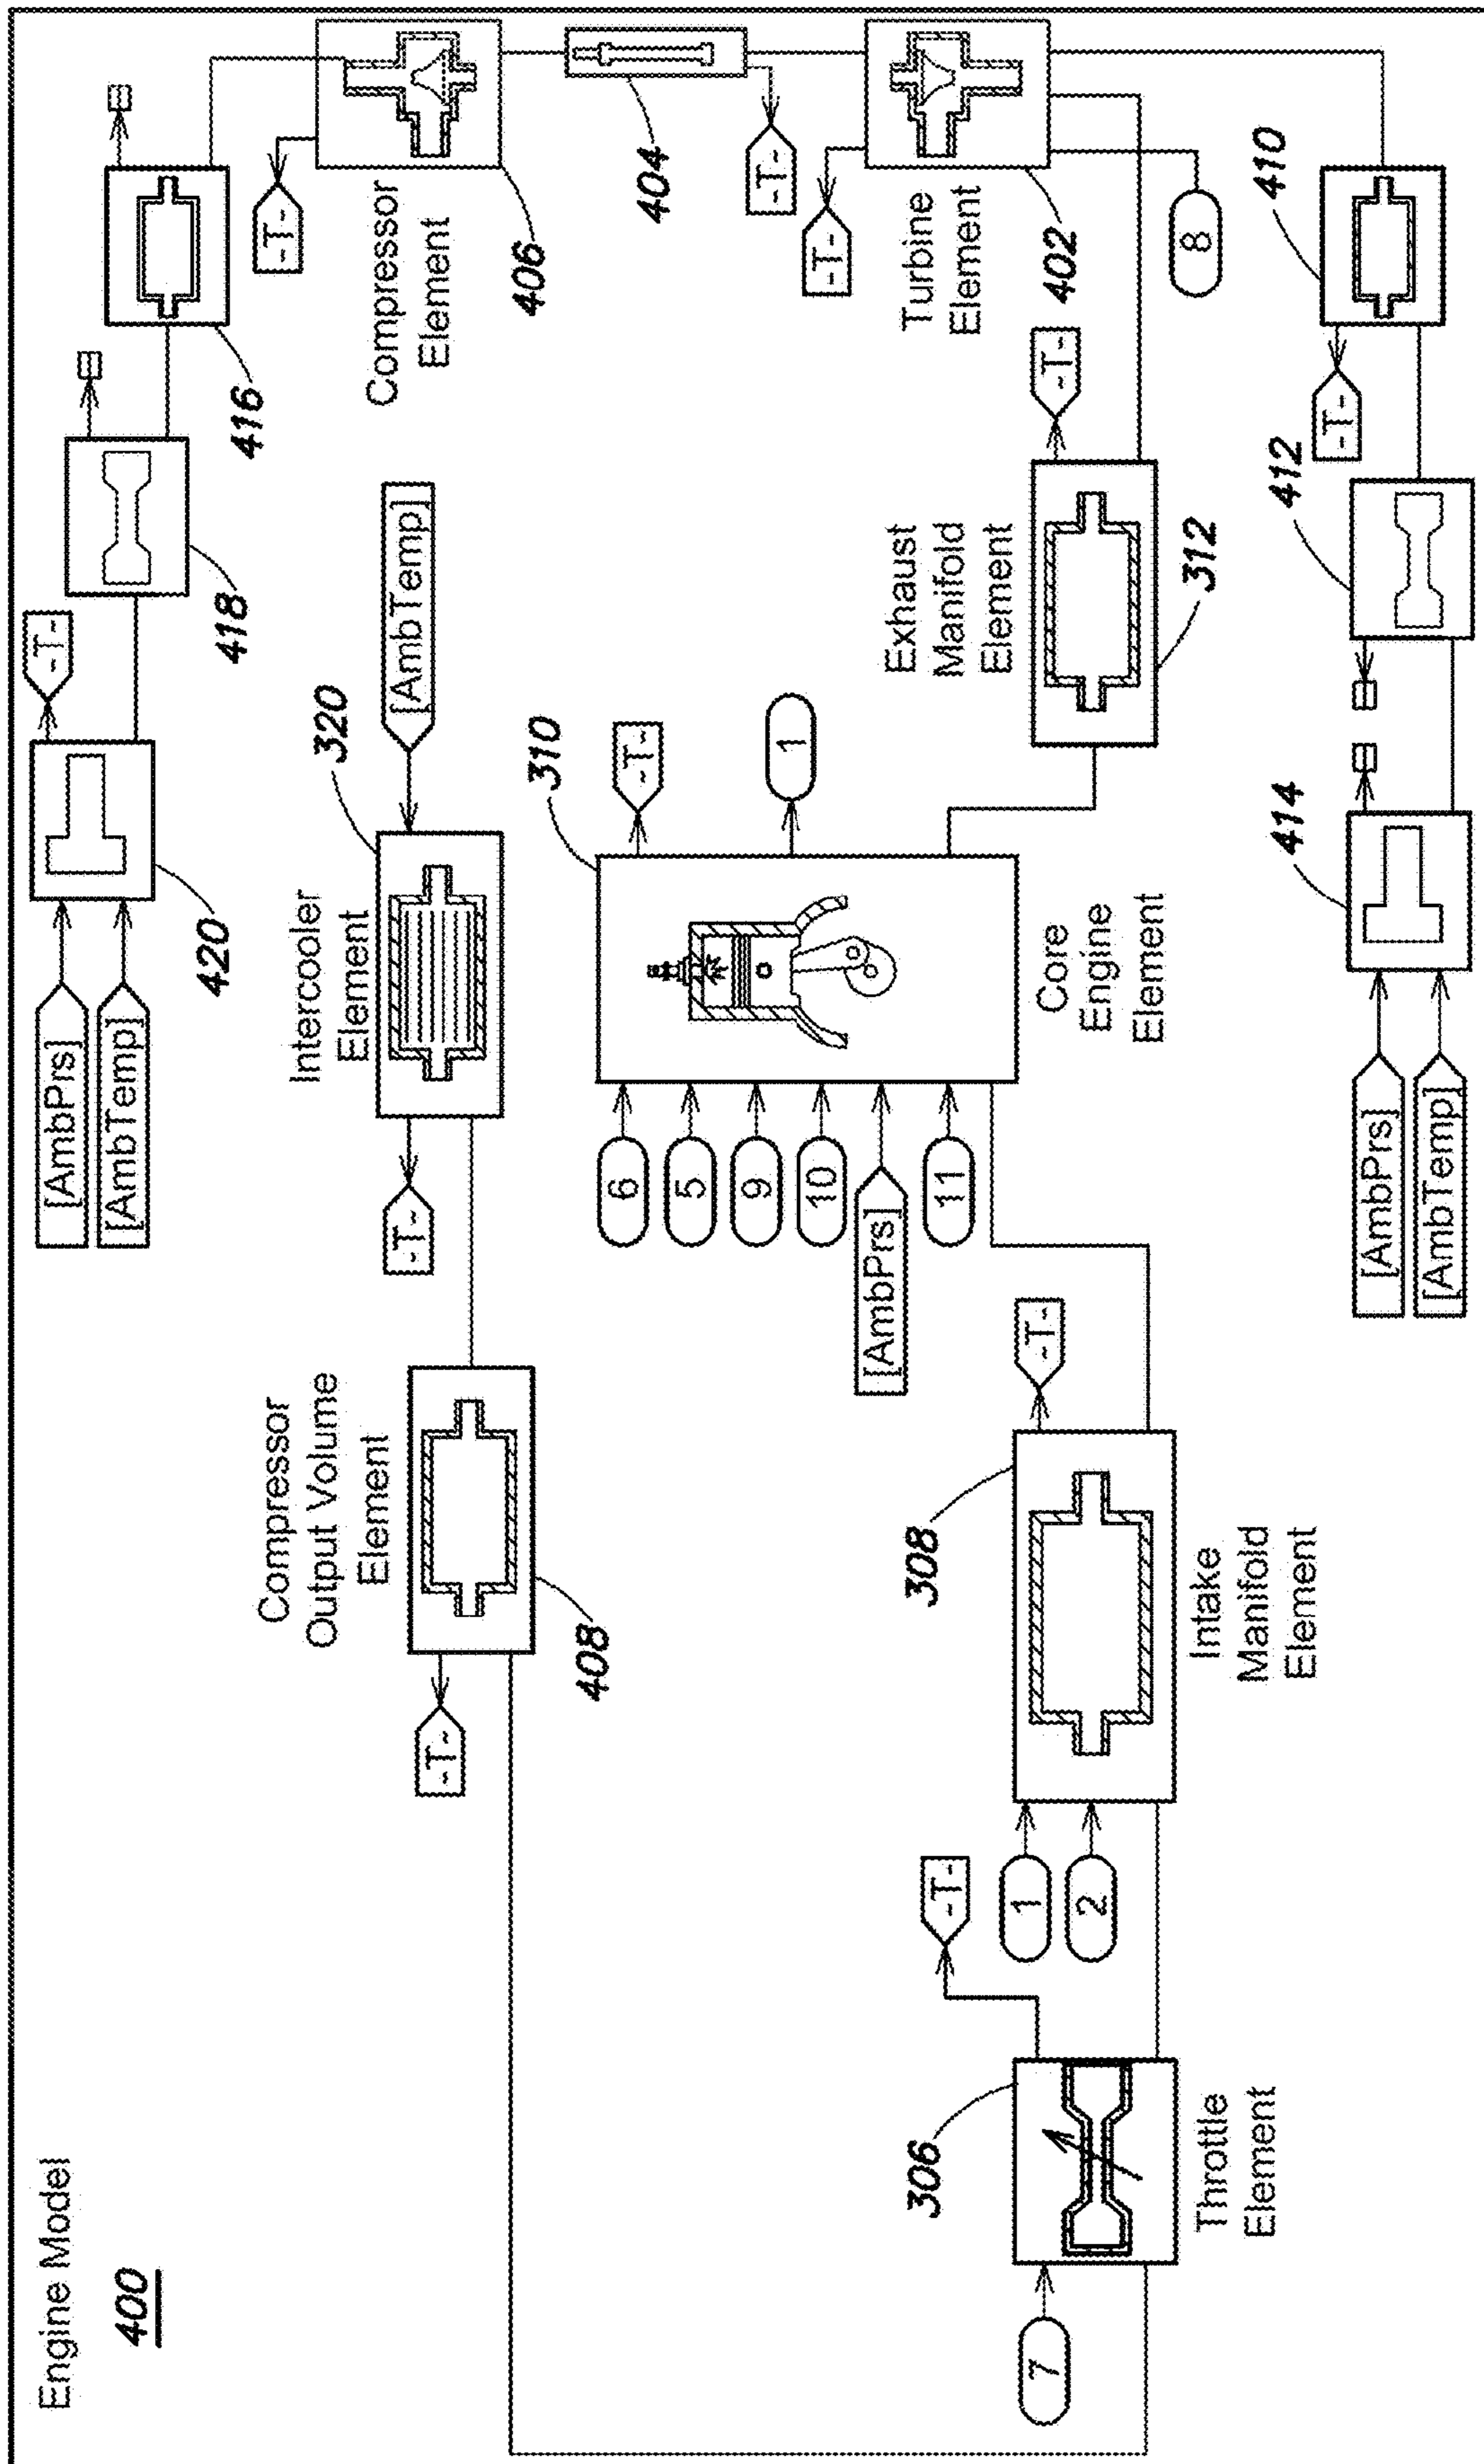 Engine Model
400
[AmbPrs]
[AmbTemp]
420
-T-
418
416
-T-
Compressor
Element
406
404
-T-
-T-
Turbine
Element
402
8
Compressor
Output Volume
Element
408
-T-
Intercooler
Element
320
-T-
[AmbTemp]
310
6
5
9
10
[AmbPrs]
11
-T-
1
Core
Engine
Element
Exhaust
Manifold
Element
312
-T-
7
306
-T-
Throttle
Element
1
2
308
-T-
Intake
Manifold
Element
[AmbPrs]
[AmbTemp]
414
412
-T-
410